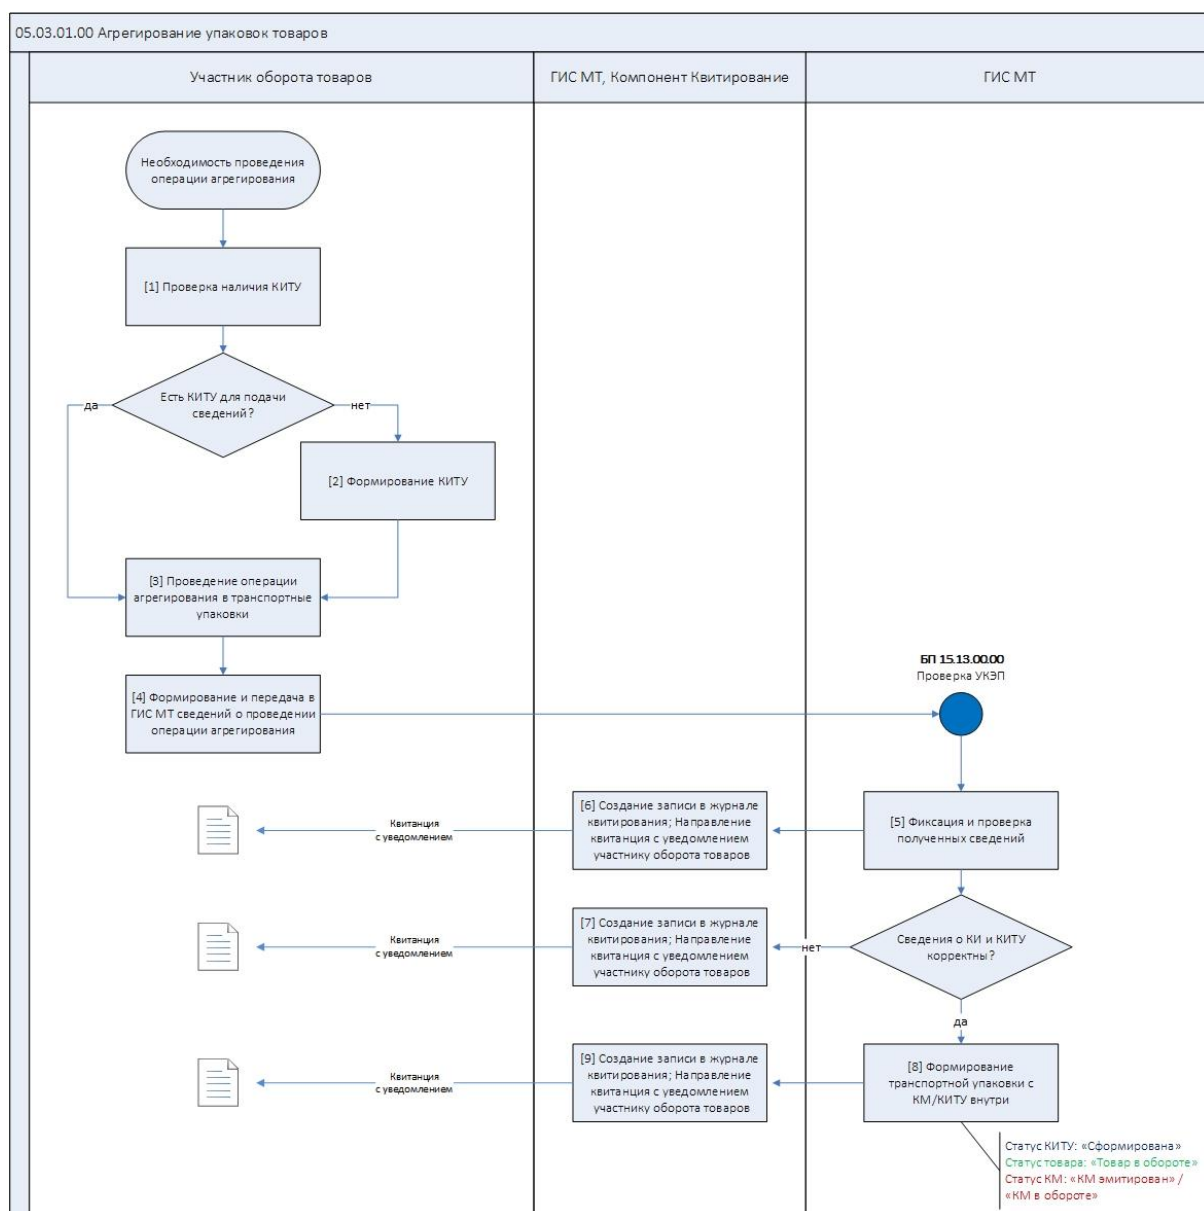 05.03.01.00 Агрегирование упаковок товаров
Участник оборота товаров
ГИС МТ, Компонент Квитирование
ГИС МТ
Необходимость проведения
операции агрегирования
[1] Проверка наличия КИТУ
Есть КИТУ для подачи
сведений?
да
нет
[2] Формирование КИТУ
[3] Проведение операции
агрегирования в транспортные
упаковки
[4] Формирование и передача в
ГИС МТ сведений о проведении
операции агрегирования
БП 15.13.00.00
Проверка УКЭП
[5] Фиксация и проверка
полученных сведений
[6] Создание записи в журнале
квитирования; Направление
квитанция с уведомлением
участнику оборота товаров
Квитанция
с уведомлением
Сведения о КИ и КИТУ
корректны?
нет
[7] Создание записи в журнале
квитирования; Направление
квитанция с уведомлением
участнику оборота товаров
Квитанция
с уведомлением
да
[8] Формирование
транспортной упаковки с
КМ/КИТУ внутри
[9] Создание записи в журнале
квитирования; Направление
квитанция с уведомлением
участнику оборота товаров
Квитанция
с уведомлением
Статус КИТУ: «Сформирована»
Статус товара: «Товар в обороте»
Статус КМ: «КМ эмитирован» /
«КМ в обороте»